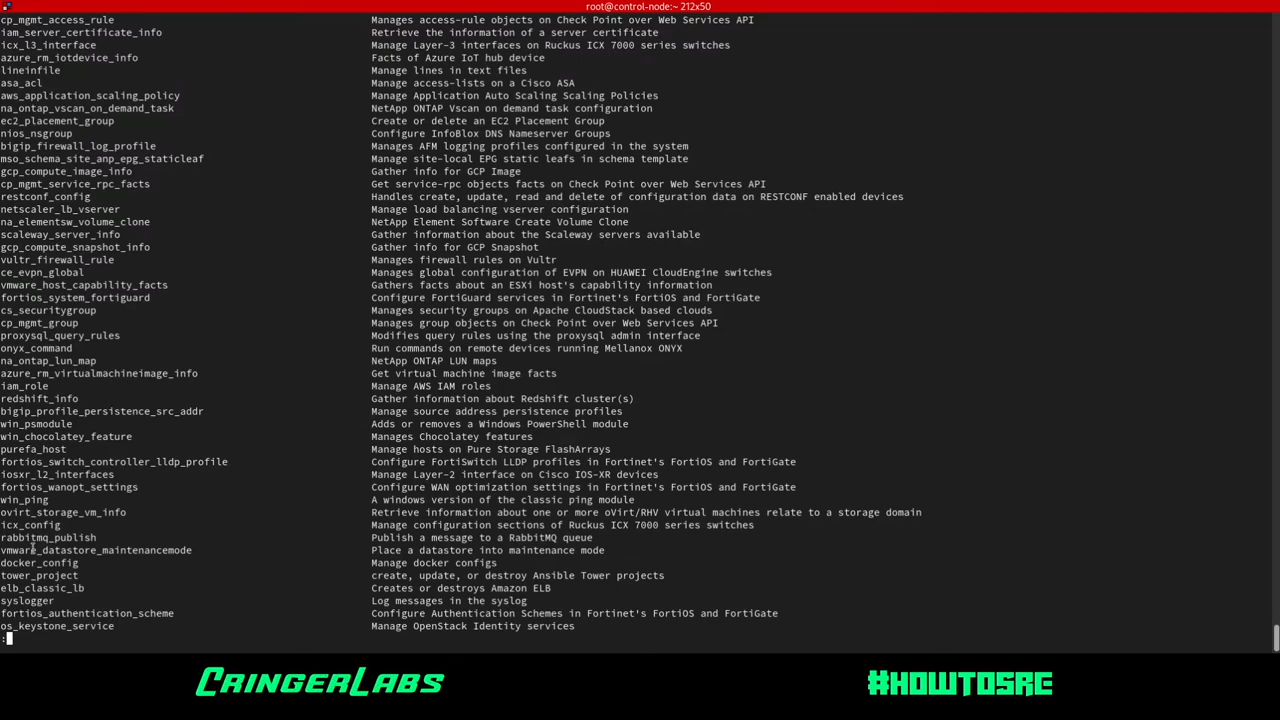 root@control-node:~ 212x50
cp_mgmt_access_rule Manages access-rule objects on Check Point over Web Services API
iam_server_certificate_info Retrieve the information of a server certificate
icx_l3_interface Manage Layer-3 interfaces on Ruckus ICX 7000 series switches
azure_rm_iotdevice_info Facts of Azure IoT hub device
lineinfile Manage lines in text files
asa_acl Manage access-lists on a Cisco ASA
aws_application_scaling_policy Manage Application Auto Scaling Scaling Policies
na_ontap_vscan_on_demand_task NetApp ONTAP Vscan on demand task configuration
ec2_placement_group Create or delete an EC2 Placement Group
nios_nsgroup Configure InfoBlox DNS Nameserver Groups
bigip_firewall_log_profile Manages AFM logging profiles configured in the system
mso_schema_site_anp_epg_staticleaf Manage site-local EPG static leafs in schema template
gcp_compute_image_info Gather info for GCP Image
cp_mgmt_service_rpc_facts Get service-rpc objects facts on Check Point over Web Services API
restconf_config Handles create, update, read and delete of configuration data on RESTCONF enabled devices
netscaler_lb_vserver Manage load balancing vserver configuration
na_elementsw_volume_clone NetApp Element Software Create Volume Clone
scaleway_server_info Gather information about the Scaleway servers available
gcp_compute_snapshot_info Gather info for GCP Snapshot
vultr_firewall_rule Manages firewall rules on Vultr
ce_evpn_global Manages global configuration of EVPN on HUAWEI CloudEngine switches
vmware_host_capability_facts Gathers facts about an ESXi host's capability information
fortios_system_fortiguard Configure FortiGuard services in Fortinet's FortiOS and FortiGate
cs_securitygroup Manages security groups on Apache CloudStack based clouds
cp_mgmt_group Manages group objects on Check Point over Web Services API
proxysql_query_rules Modifies query rules using the proxysql admin interface
onyx_command Run commands on remote devices running Mellanox ONYX
na_ontap_lun_map NetApp ONTAP LUN maps
azure_rm_virtualmachineimage_info Get virtual machine image facts
iam_role Manage AWS IAM roles
redshift_info Gather information about Redshift cluster(s)
bigip_profile_persistence_src_addr Manage source address persistence profiles
win_psmodule Adds or removes a Windows PowerShell module
win_chocolatey_feature Manages Chocolatey features
purefa_host Manage hosts on Pure Storage FlashArrays
fortios_switch_controller_lldp_profile Configure FortiSwitch LLDP profiles in Fortinet's FortiOS and FortiGate
iosxr_l2_interfaces Manage Layer-2 interface on Cisco IOS-XR devices
fortios_wanopt_settings Configure WAN optimization settings in Fortinet's FortiOS and FortiGate
win_ping A windows version of the classic ping module
ovirt_storage_vm_info Retrieve information about one or more oVirt/RHV virtual machines relate to a storage domain
icx_config Manage configuration sections of Ruckus ICX 7000 series switches
rabbitmq_publish Publish a message to a RabbitMQ queue
vmware_datastore_maintenancemode Place a datastore into maintenance mode
docker_config Manage docker configs
tower_project create, update, or destroy Ansible Tower projects
elb_classic_lb Creates or destroys Amazon ELB
syslogger Log messages in the syslog
fortios_authentication_scheme Configure Authentication Schemes in Fortinet's FortiOS and FortiGate
os_keystone_service Manage OpenStack Identity services
:
CringerLabs #HOWTOSRE